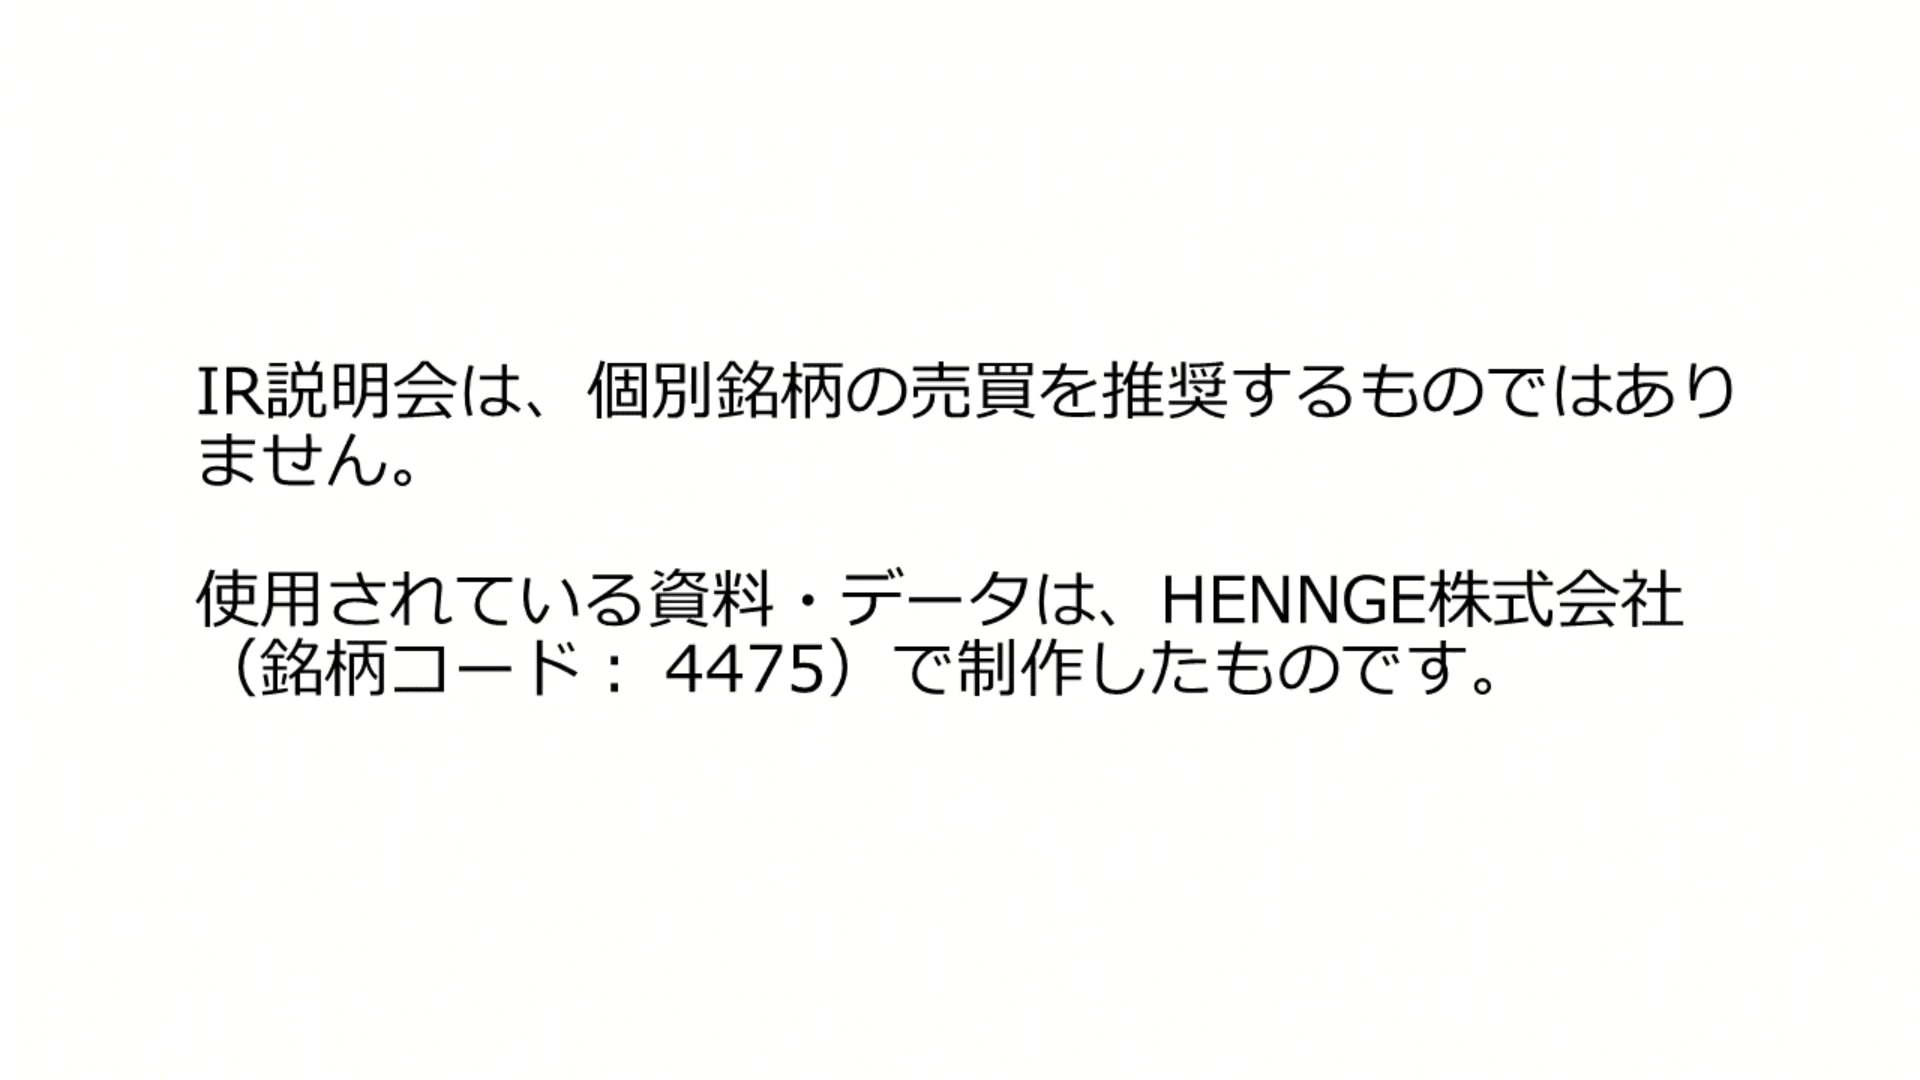 IR説明会は、個別銘柄の売買を推奨するものではあり
ません。
使用されている資料・データは、HENNGE株式会社
（銘柄コード： 4475）で制作したものです。